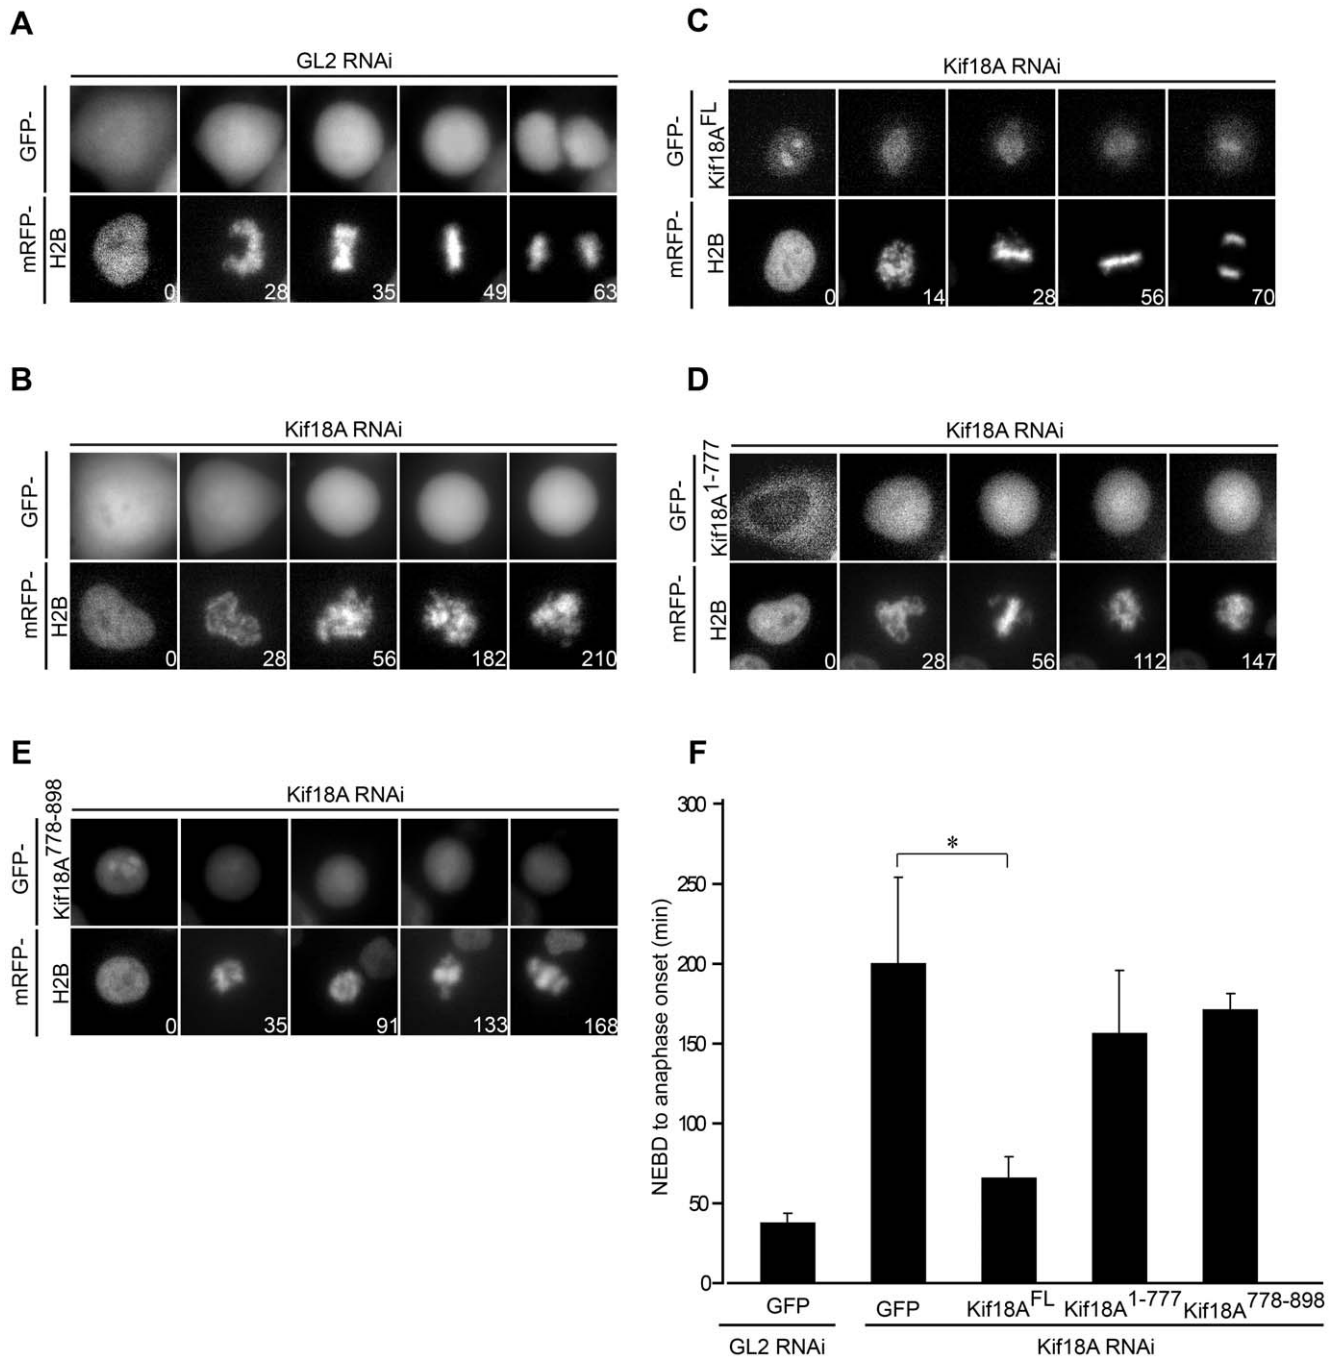 A
GL2 RNAi
GFP-
mRFP-
H2B
0 28 35 49 63
B
Kif18A RNAi
GFP-
mRFP-
H2B
0 28 56 182 210
C
Kif18A RNAi
GFP-
Kif18A^FL
mRFP-
H2B
0 14 28 56 70
D
Kif18A RNAi
GFP-
Kif18A^1-777
mRFP-
H2B
0 28 56 112 147
E
Kif18A RNAi
GFP-
Kif18A^778-898
mRFP-
H2B
0 35 91 133 168
F
NEBD to anaphase onset (min)
300
250
200
150
100
50
0
*
GFP GFP Kif18A^FL Kif18A^1-777 Kif18A^778-898
GL2 RNAi Kif18A RNAi